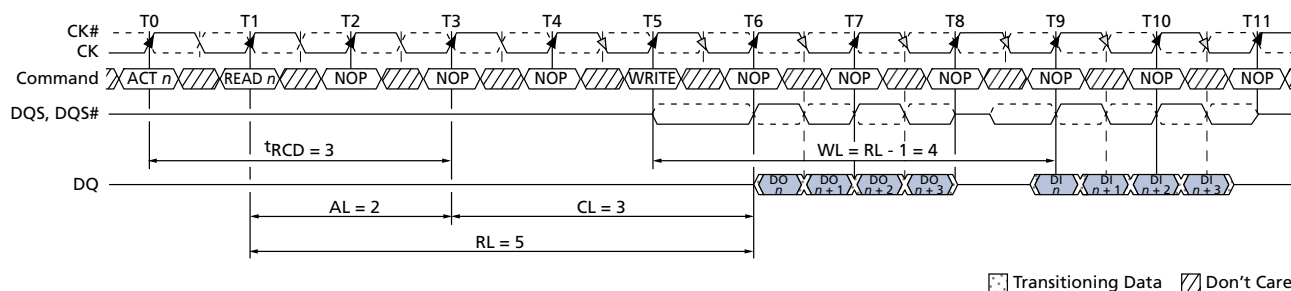 T0 T1 T2 T3 T4 T5 T6 T7 T8 T9 T10 T11
CK#
CK
Command ACT n READ n NOP NOP NOP WRITE NOP NOP NOP NOP NOP NOP
DQS, DQS#
tRCD = 3 WL = RL - 1 = 4
DQ DO n DO n + 1 DO n + 2 DO n + 3 DI n DI n + 1 DI n + 2 DI n + 3
AL = 2 CL = 3
RL = 5
Transitioning Data Don't Care